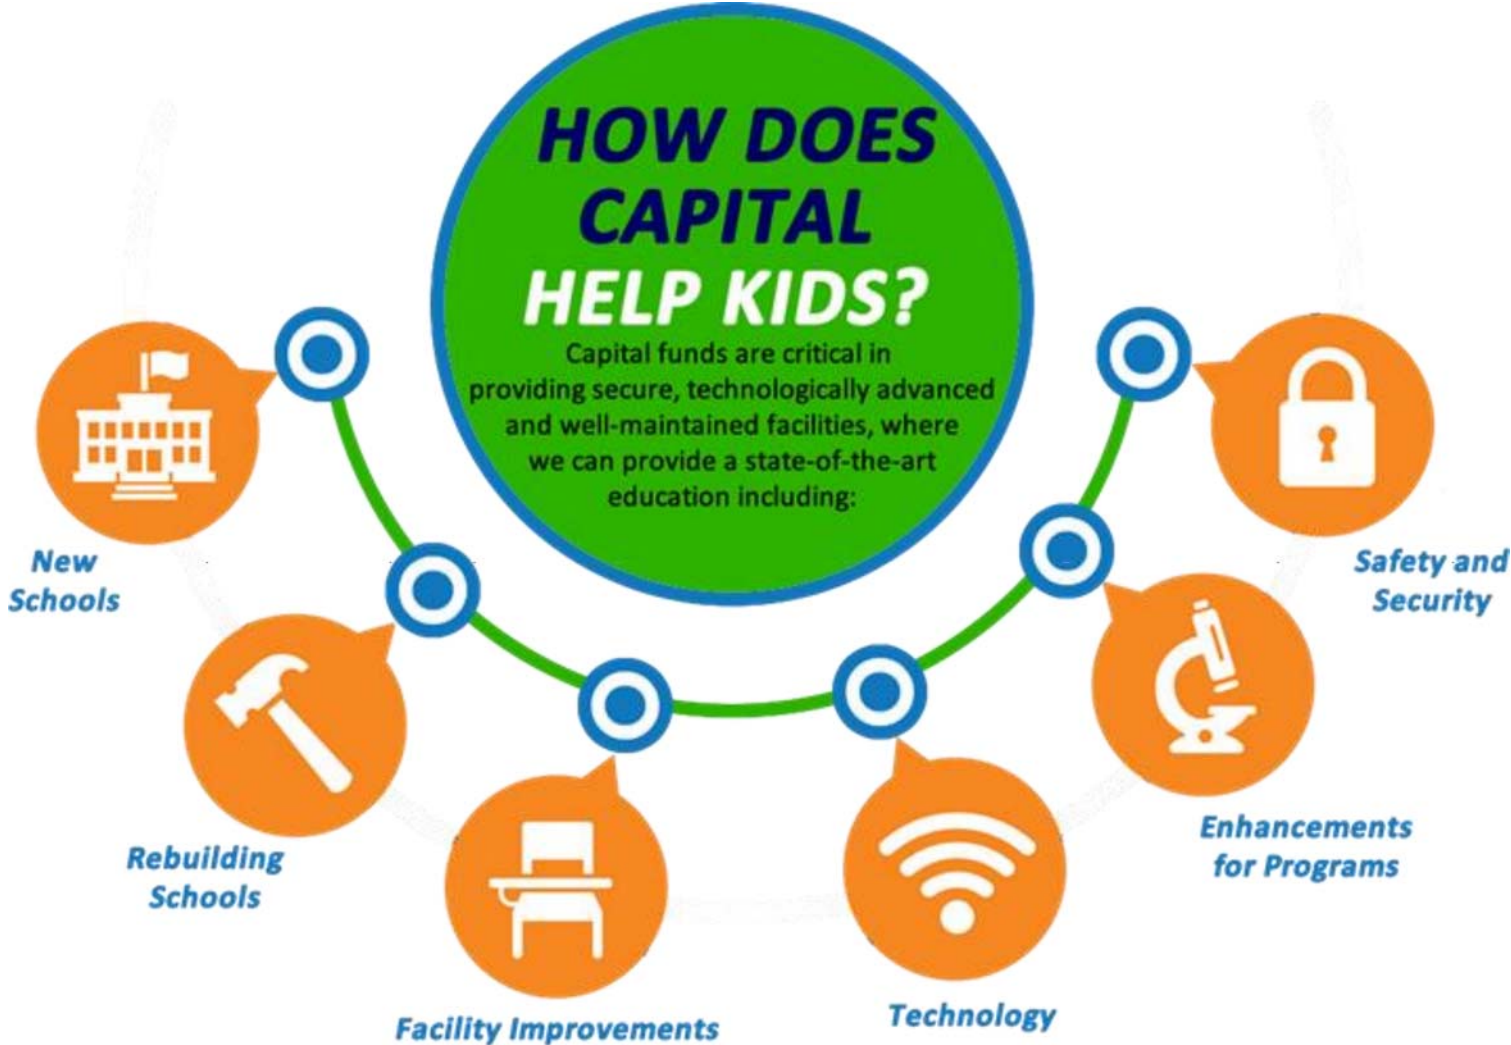 HOW DOES
CAPITAL
HELP KIDS?
Capital funds are critical in
providing secure, technologically advanced
and well-maintained facilities, where
we can provide a state-of-the-art
education including:
New
Schools
Rebuilding
Schools
Facility Improvements
Technology
Enhancements
for Programs
Safety and
Security